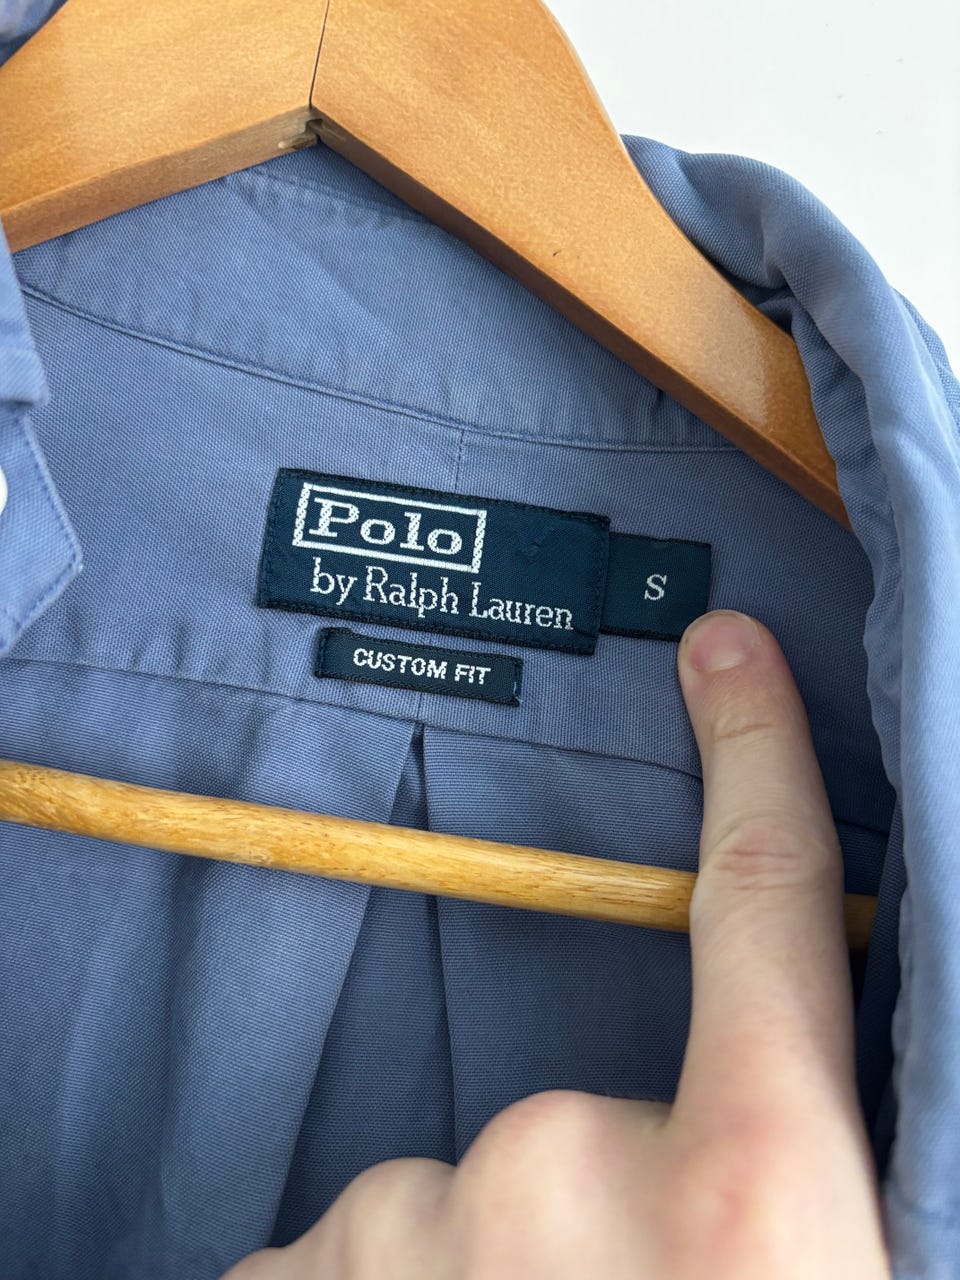 Polo
by Ralph Lauren
S
CUSTOM FIT